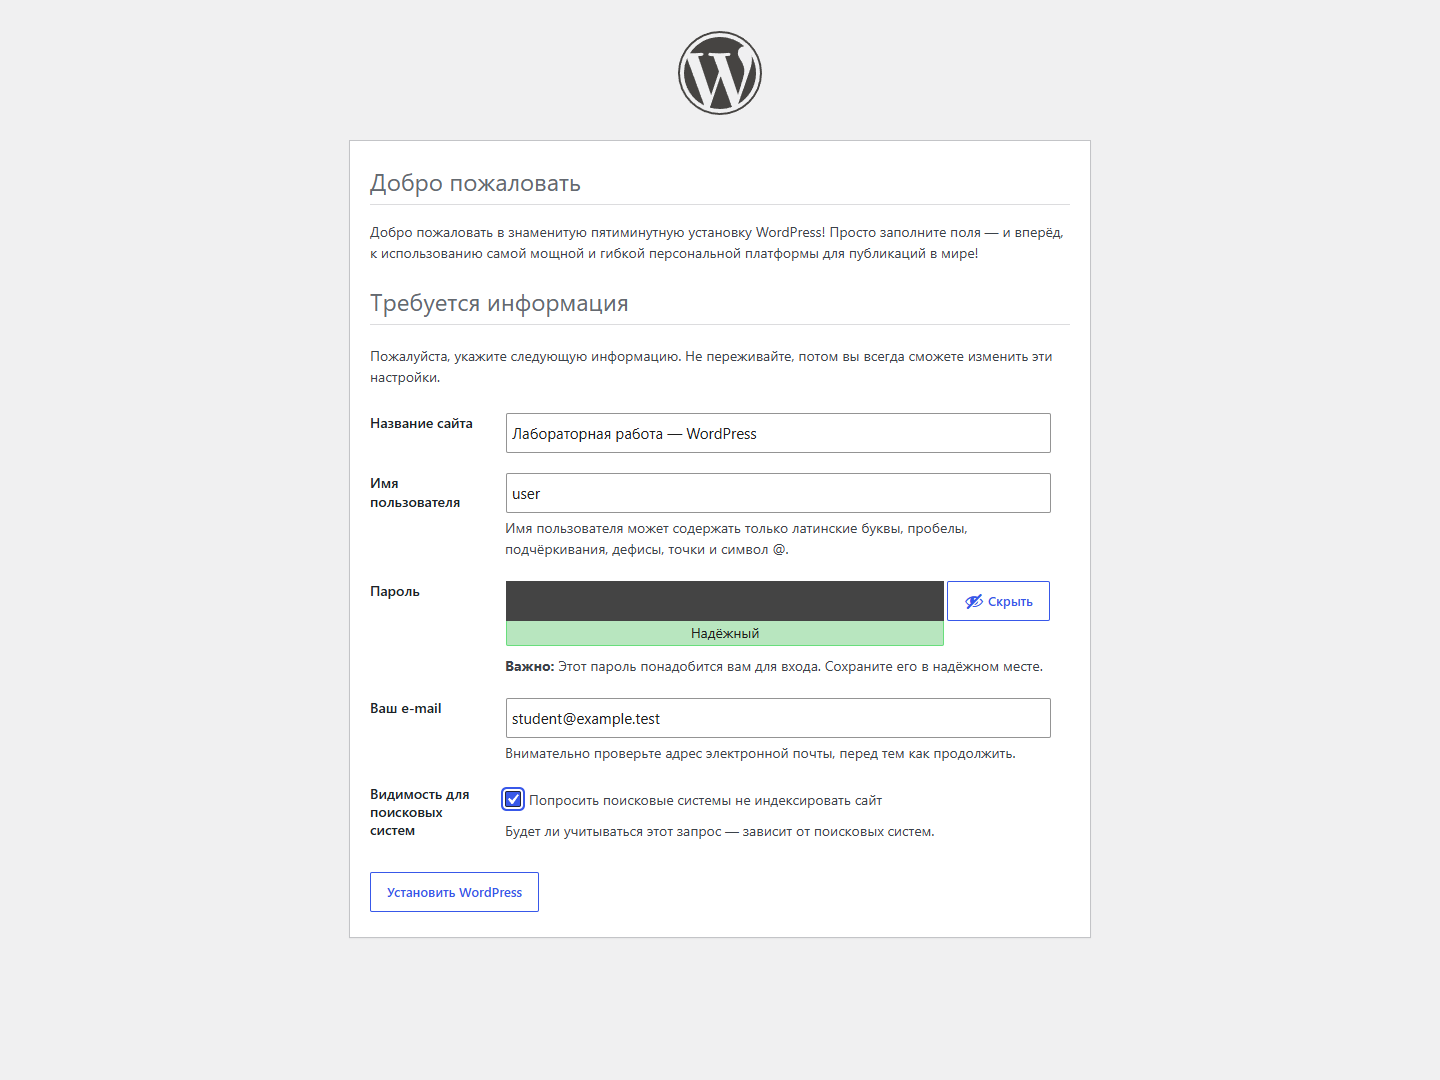 Добро пожаловать
Добро пожаловать в знаменитую пятиминутную установку WordPress! Просто заполните поля — и вперёд,
к использованию самой мощной и гибкой персональной платформы для публикаций в мире!
Требуется информация
Пожалуйста, укажите следующую информацию. Не переживайте, потом вы всегда сможете изменить эти
настройки.
Название сайта
Лабораторная работа — WordPress
Имя
пользователя
user
Имя пользователя может содержать только латинские буквы, пробелы,
подчёркивания, дефисы, точки и символ @.
Пароль
Скрыть
Надёжный
Важно: Этот пароль понадобится вам для входа. Сохраните его в надёжном месте.
Ваш e-mail
student@example.test
Внимательно проверьте адрес электронной почты, перед тем как продолжить.
Видимость для
поисковых
систем
Попросить поисковые системы не индексировать сайт
Будет ли учитываться этот запрос — зависит от поисковых систем.
Установить WordPress